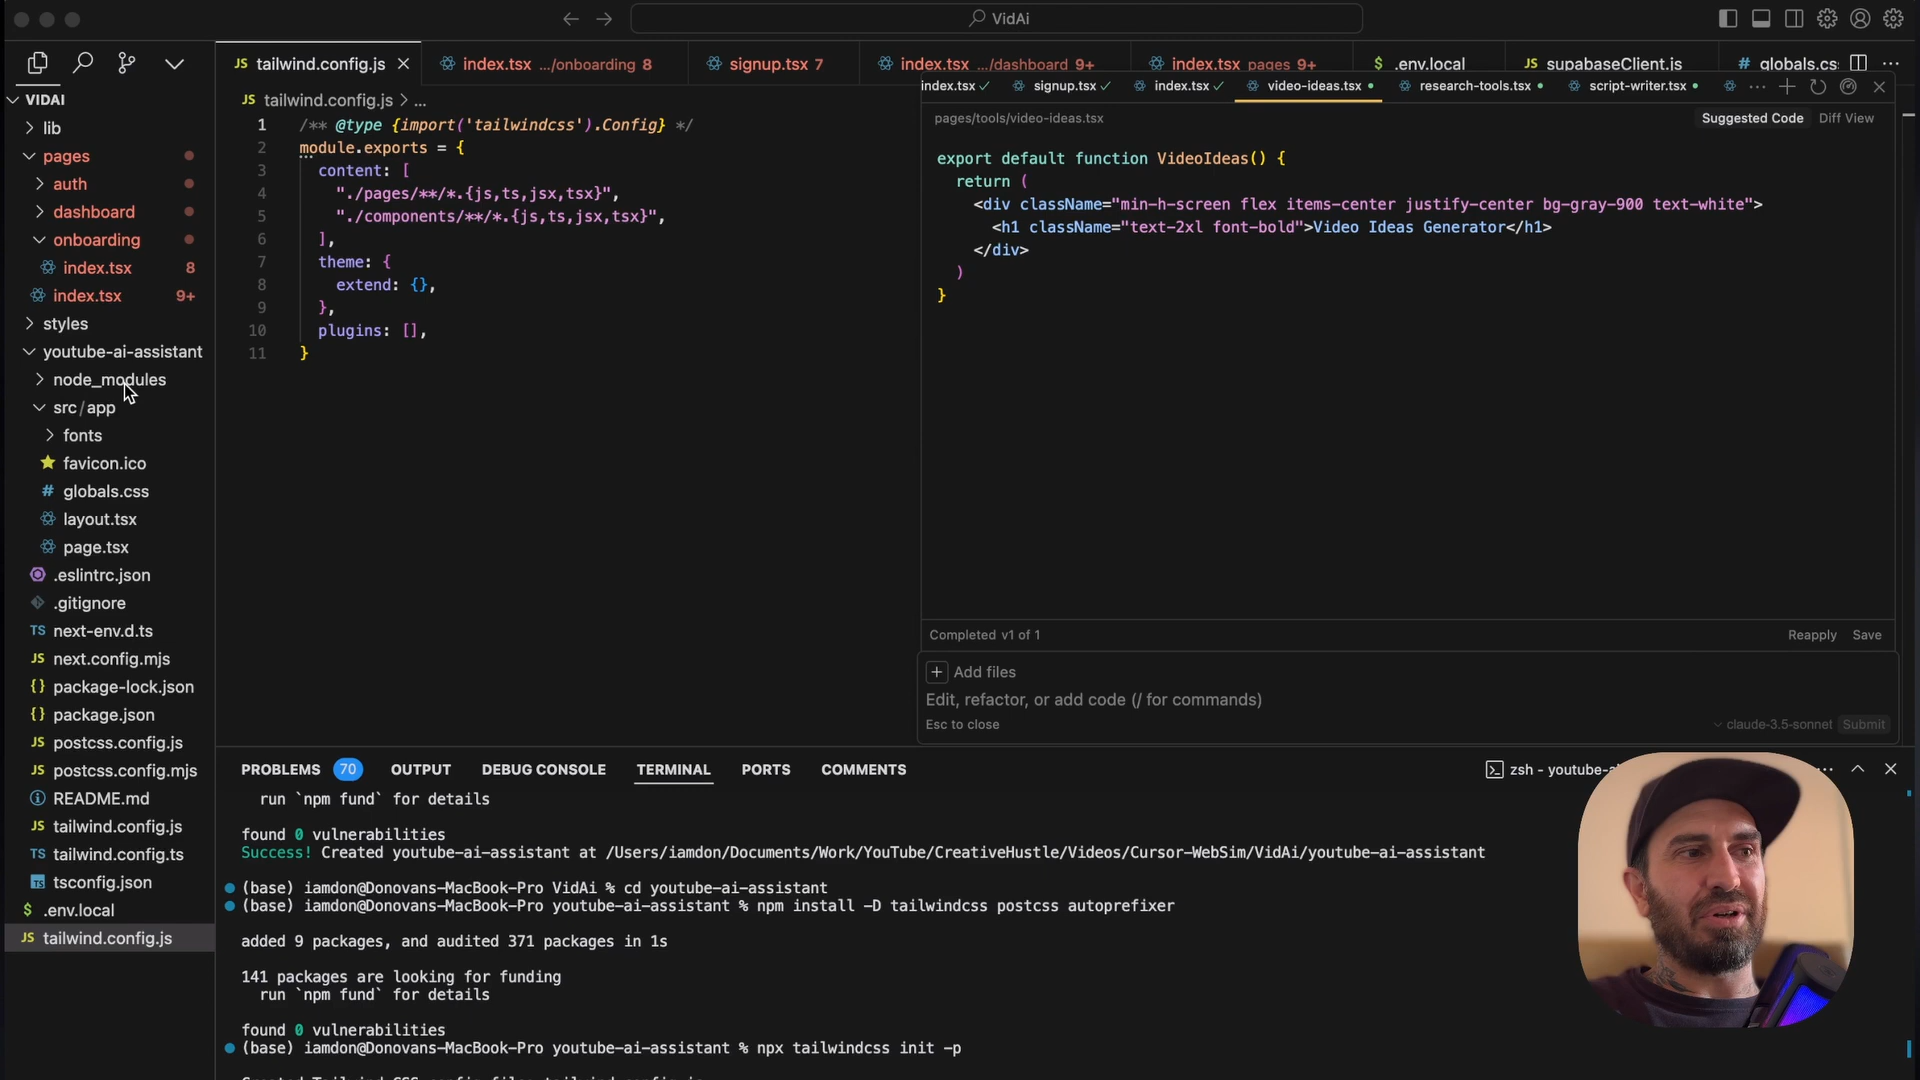 VidAi
tailwind.config.js
index.tsx .../onboarding 8
signup.tsx 7
index.tsx .../dashboard 9+
index.tsx pages 9+
.env.local
supabaseClient.js
globals.cs
VIDAI
lib
pages
auth
dashboard
onboarding
index.tsx 8
index.tsx 9+
styles
youtube-ai-assistant
node_modules
src/app
fonts
favicon.ico
globals.css
layout.tsx
page.tsx
.eslintrc.json
.gitignore
TS next-env.d.ts
JS next.config.mjs
{} package-lock.json
{} package.json
JS postcss.config.js
JS postcss.config.mjs
README.md
JS tailwind.config.js
TS tailwind.config.ts
tsconfig.json
$ .env.local
JS tailwind.config.js
JS tailwind.config.js > ...
1 /** @type {import('tailwindcss').Config} */
2 module.exports = {
3 content: [
4 "./pages/**/*.{js,ts,jsx,tsx}",
5 "./components/**/*.{js,ts,jsx,tsx}",
6 ],
7 theme: {
8 extend: {},
9 },
10 plugins: [],
11 }
index.tsx
signup.tsx
index.tsx
video-ideas.tsx
research-tools.tsx
script-writer.tsx
pages/tools/video-ideas.tsx
Suggested Code
Diff View
export default function VideoIdeas() {
return (
<div className="min-h-screen flex items-center justify-center bg-gray-900 text-white">
<h1 className="text-2xl font-bold">Video Ideas Generator</h1>
</div>
)
}
Completed v1 of 1
Reapply
Save
+ Add files
Edit, refactor, or add code (/ for commands)
Esc to close
claude-3.5-sonnet
Submit
PROBLEMS 70
OUTPUT
DEBUG CONSOLE
TERMINAL
PORTS
COMMENTS
zsh - youtube-a
run `npm fund` for details
found 0 vulnerabilities
Success! Created youtube-ai-assistant at /Users/iamdon/Documents/Work/YouTube/CreativeHustle/Videos/Cursor-WebSim/VidAi/youtube-ai-assistant
(base) iamdon@Donovans-MacBook-Pro VidAi % cd youtube-ai-assistant
(base) iamdon@Donovans-MacBook-Pro youtube-ai-assistant % npm install -D tailwindcss postcss autoprefixer
added 9 packages, and audited 371 packages in 1s
141 packages are looking for funding
run `npm fund` for details
found 0 vulnerabilities
(base) iamdon@Donovans-MacBook-Pro youtube-ai-assistant % npx tailwindcss init -p